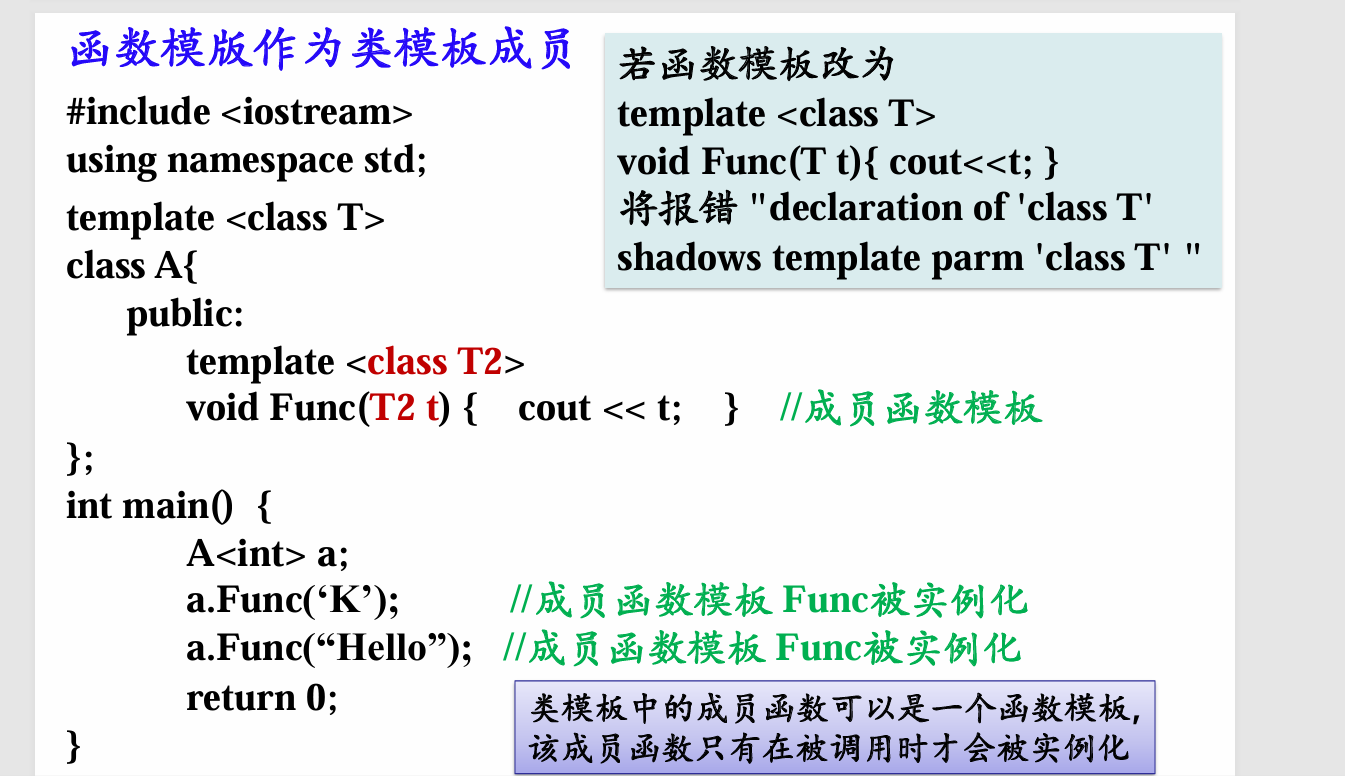 函数模版作为类模板成员
#include <iostream>
using namespace std;
template <class T>
class A{
public:
template <class T2>
void Func(T2 t) { cout << t; } //成员函数模板
};
int main() {
A<int> a;
a.Func(‘K’); //成员函数模板 Func被实例化
a.Func(“Hello”); //成员函数模板 Func被实例化
return 0;
}
若函数模板改为
template <class T>
void Func(T t){ cout<<t; }
将报错 "declaration of 'class T'
shadows template parm 'class T' "
类模板中的成员函数可以是一个函数模板,
该成员函数只有在被调用时才会被实例化